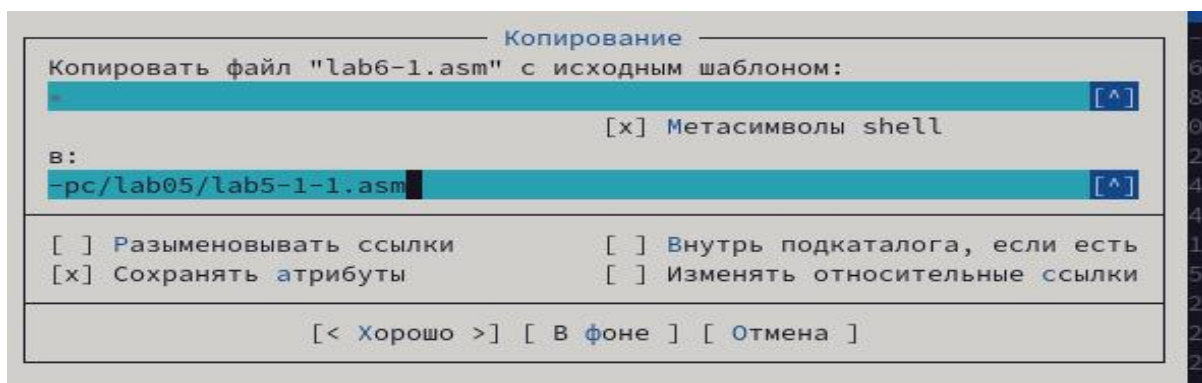 Копирование
Копировать файл "lab6-1.asm" с исходным шаблоном:
* [^]
[x] Метасимволы shell
в:
-pc/lab05/lab5-1-1.asm [^]
[ ] Разыменовывать ссылки [ ] Внутрь подкаталога, если есть
[x] Сохранять атрибуты [ ] Изменять относительные ссылки
[< Хорошо >] [ В фоне ] [ Отмена ]